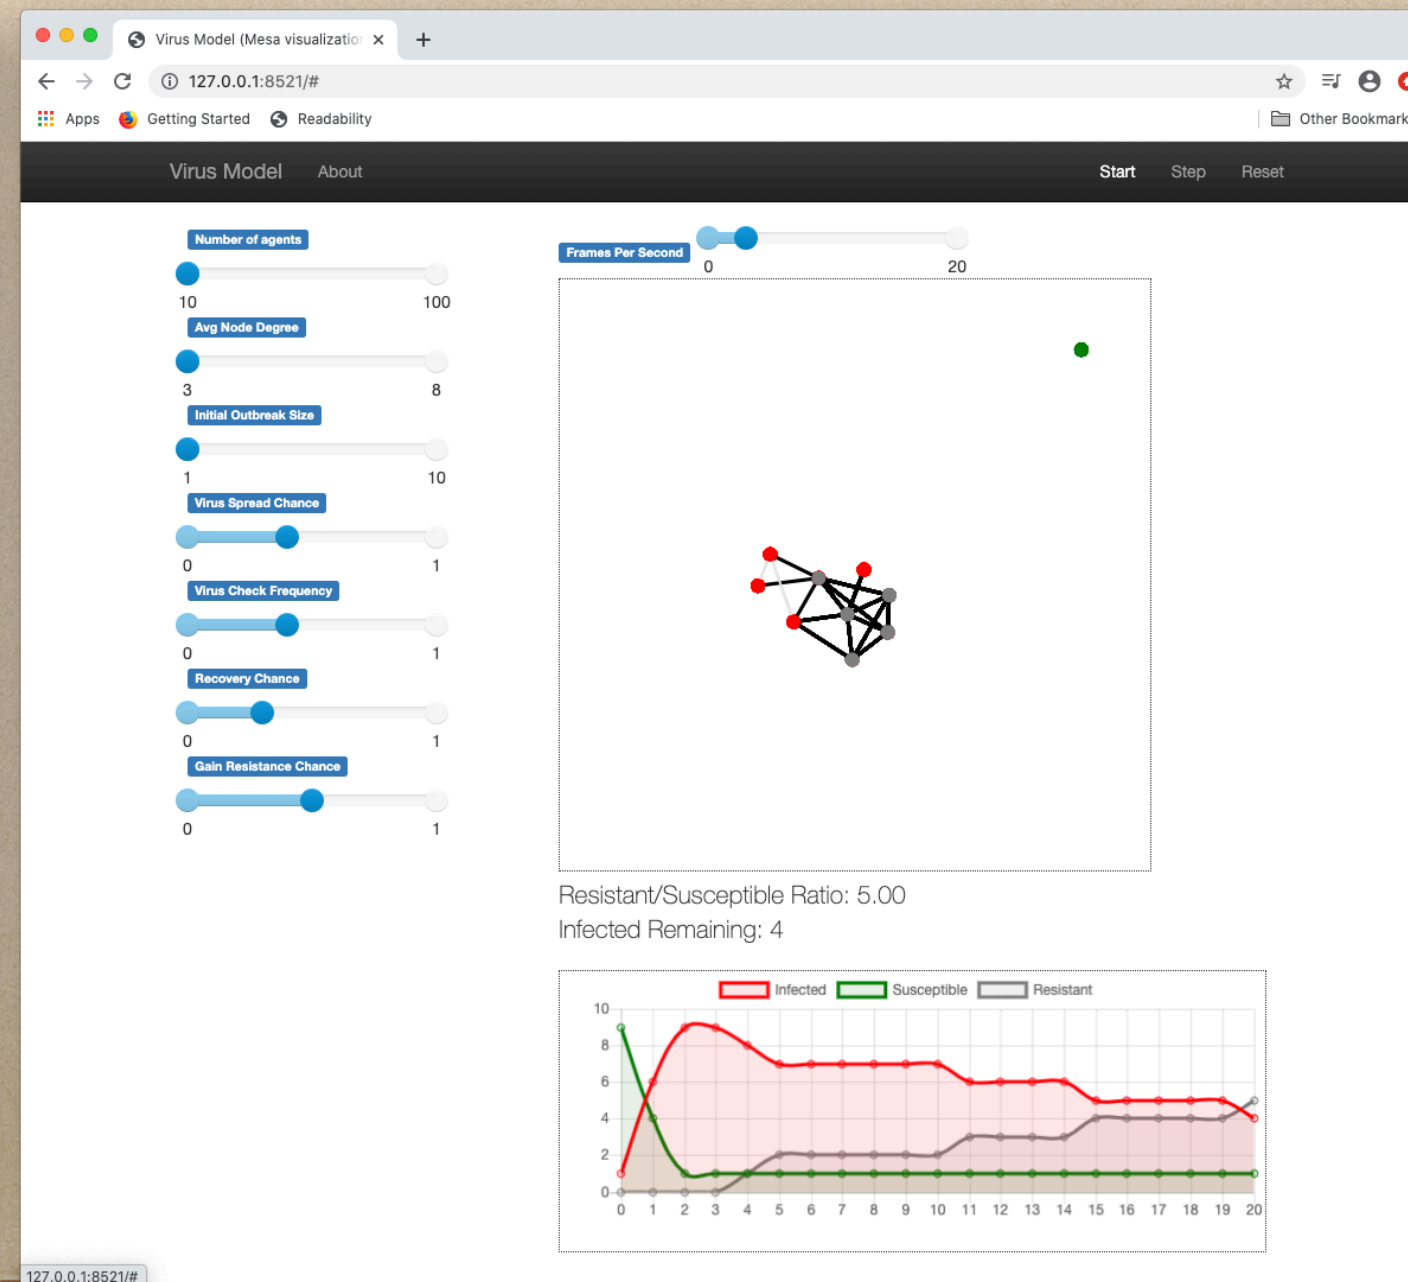 Virus Model (Mesa visualization
127.0.0.1:8521/#
Apps Getting Started Readability Other Bookmark
Virus Model About Start Step Reset
Number of agents
10 100
Avg Node Degree
3 8
Initial Outbreak Size
1 10
Virus Spread Chance
0 1
Virus Check Frequency
0 1
Recovery Chance
0 1
Gain Resistance Chance
0 1
Frames Per Second
0 20
Resistant/Susceptible Ratio: 5.00
Infected Remaining: 4
Infected Susceptible Resistant
10
8
6
4
2
0
0 1 2 3 4 5 6 7 8 9 10 11 12 13 14 15 16 17 18 19 20
127.0.0.1:8521/#